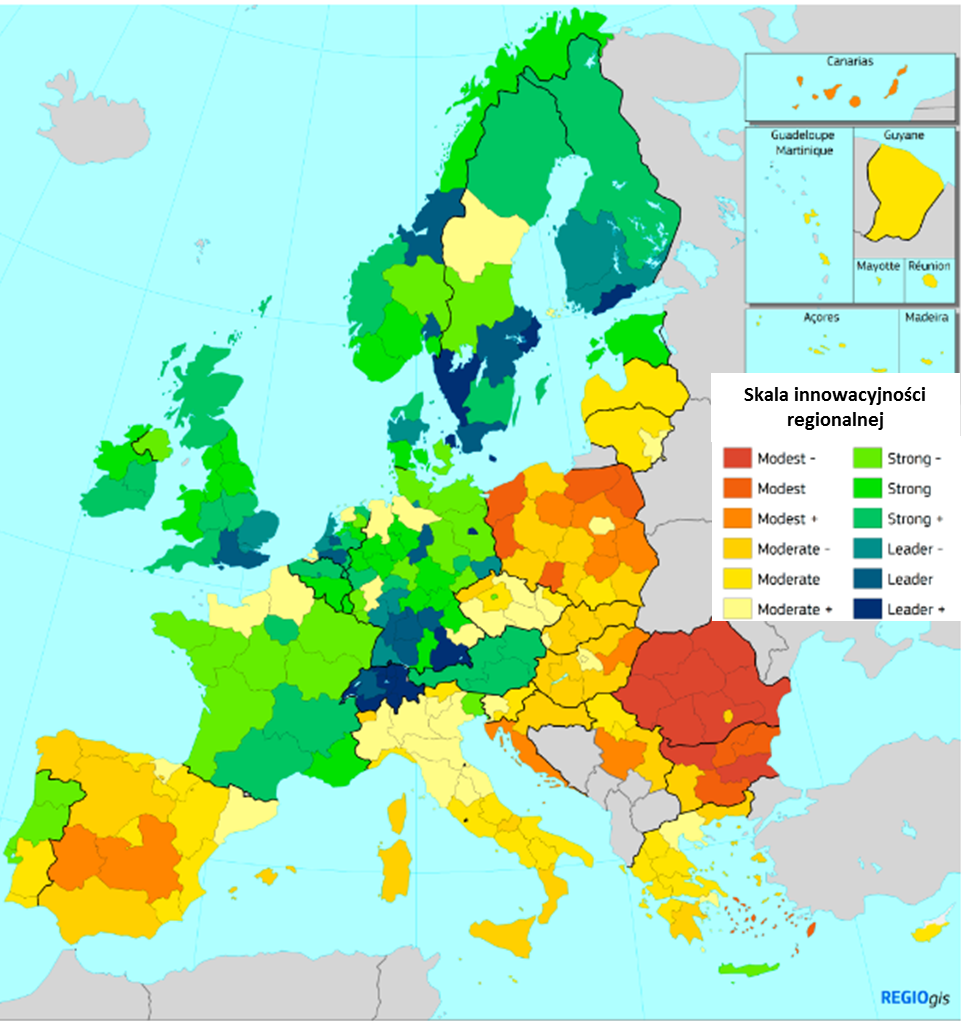 Canarias
Guadeloupe
Martinique
Guyane
Mayotte
Réunion
Açores
Madeira
Skala innowacyjności
regionalnej
Modest -
Strong -
Modest
Strong
Modest +
Strong +
Moderate -
Leader -
Moderate
Leader
Moderate +
Leader +
REGIOgis